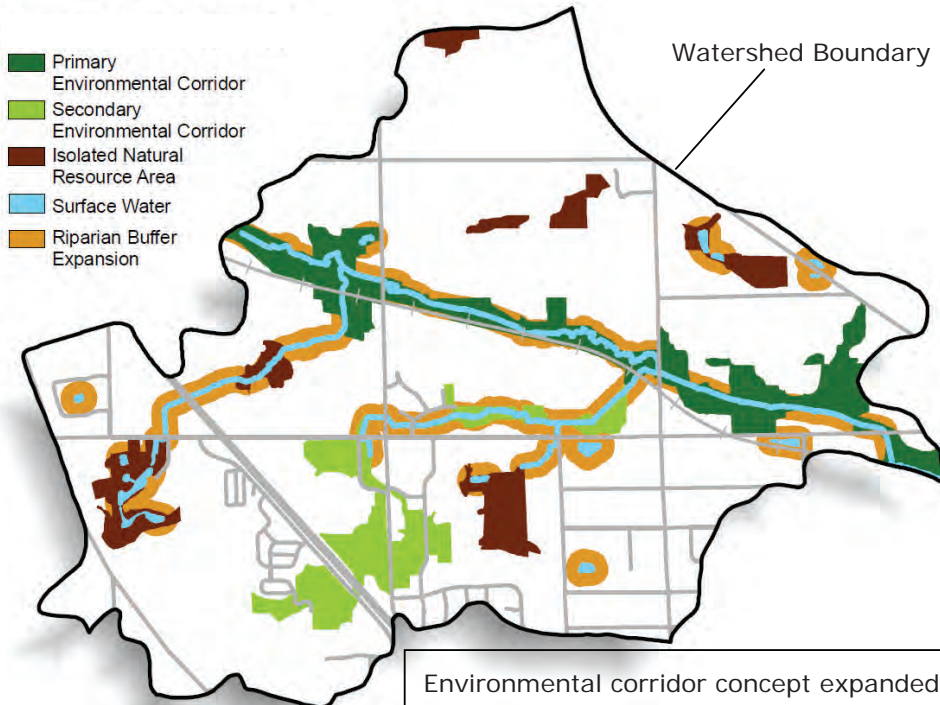 Watershed Boundary
Primary
Environmental Corridor
Secondary
Environmental Corridor
Isolated Natural
Resource Area
Surface Water
Riparian Buffer
Expansion
Environmental corridor concept expanded